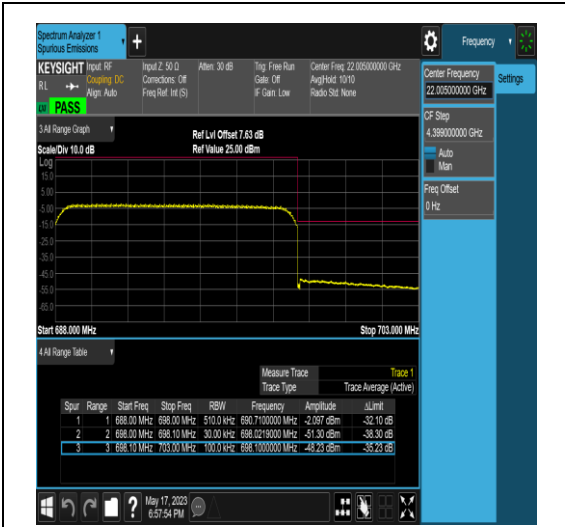 Spectrum Analyzer 1
Spurious Emissions
Frequency
KEYSIGHT
Input: RF
Input Z: 50 Ω
Atten: 30 dB
Trig: Free Run
Center Freq: 22.005000000 GHz
RL
Coupling: DC
Corrections: Off
Gate: Off
Avg|Hold: 10/10
Align: Auto
Freq Ref: Int (S)
IF Gain: Low
Radio Std: None
PASS
Center Frequency
22.005000000 GHz
Settings
CF Step
4.399000000 GHz
Auto
Man
Freq Offset
0 Hz
3 All Range Graph
Ref Lvl Offset 7.63 dB
Scale/Div 10.0 dB
Ref Value 25.00 dBm
Log
15.0
5.00
-5.00
-15.0
-25.0
-35.0
-45.0
-55.0
-65.0
Start 688.000 MHz
Stop 703.000 MHz
4 All Range Table
Measure Trace
Trace 1
Trace Type
Trace Average (Active)
Spur Range Start Freq Stop Freq RBW Frequency Amplitude ΔLimit
1 1 688.00 MHz 698.00 MHz 510.0 kHz 690.7100000 MHz -2.097 dBm -32.10 dB
2 2 698.00 MHz 698.10 MHz 30.00 kHz 698.0219000 MHz -51.30 dBm -38.30 dB
3 3 698.10 MHz 703.00 MHz 100.0 kHz 698.1000000 MHz -48.23 dBm -35.23 dB
?
May 17, 2023
6:57:54 PM